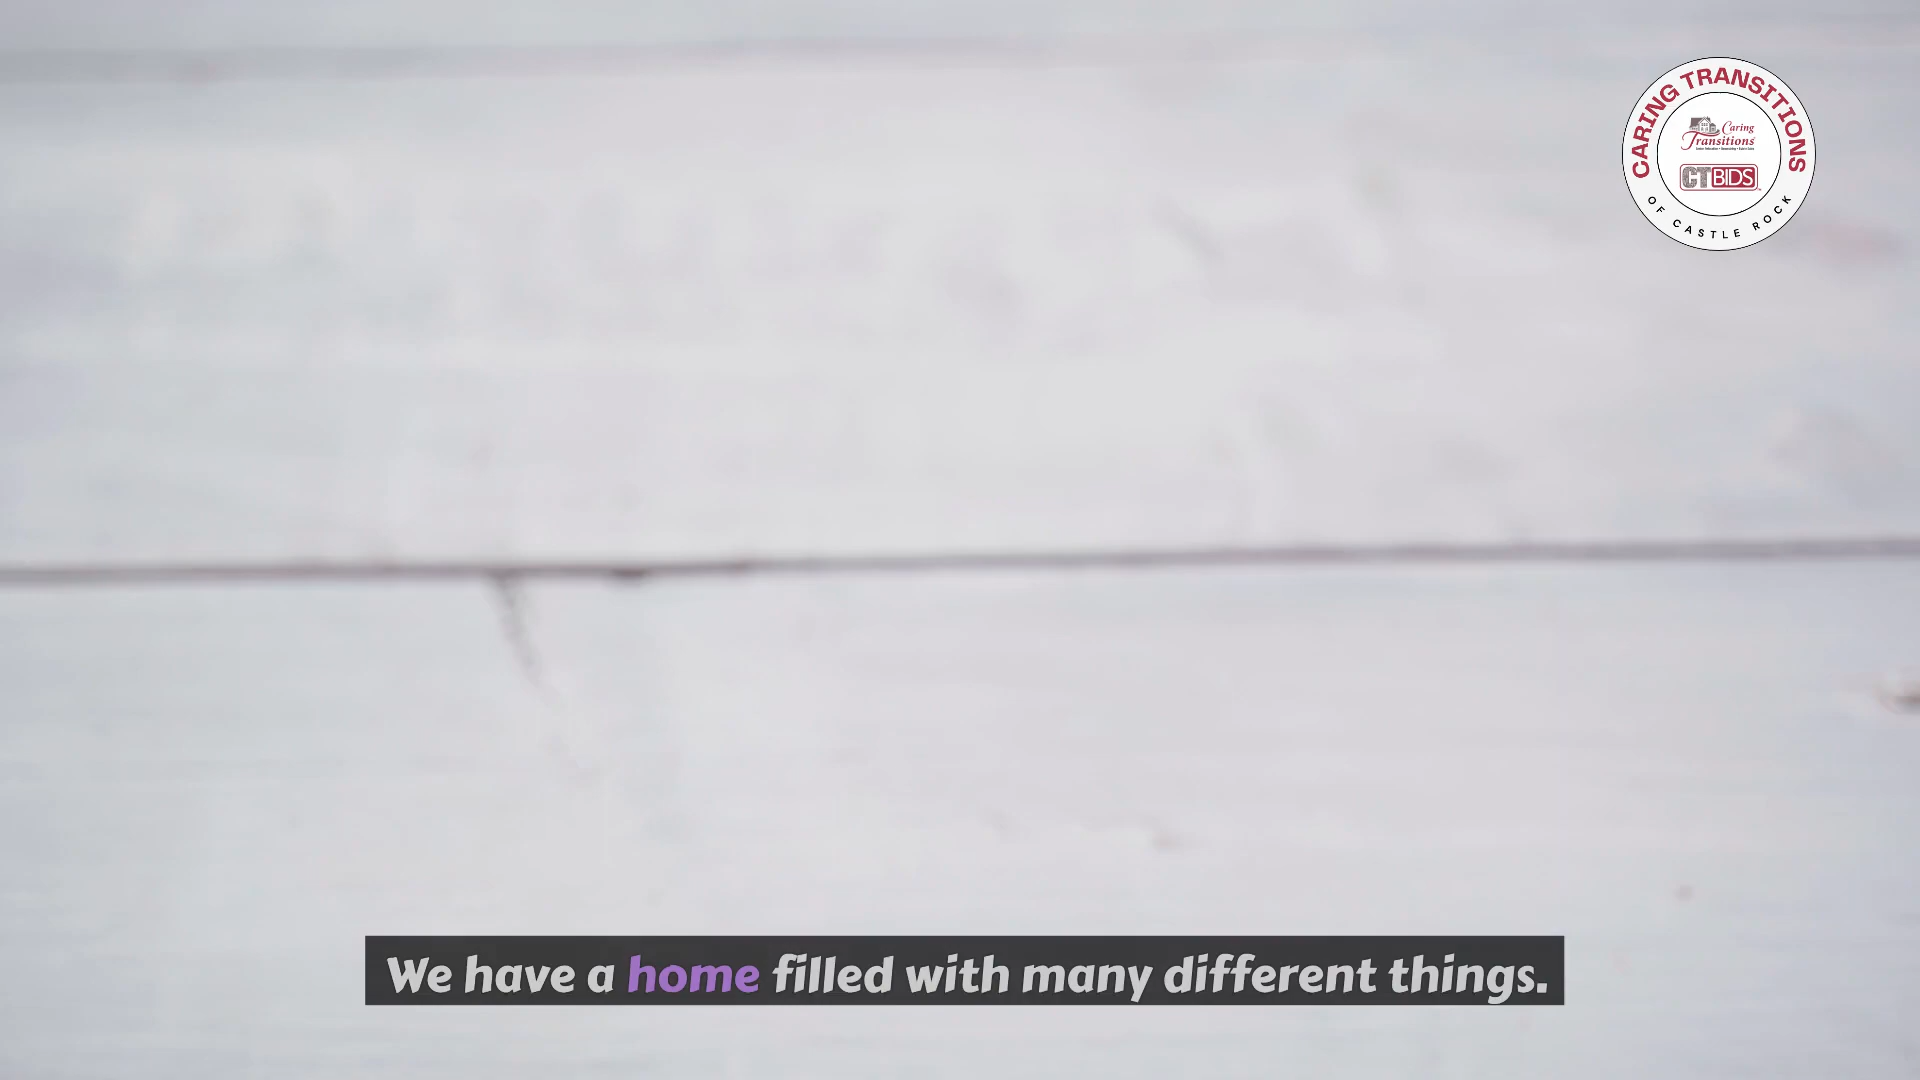 CARING TRANSITIONS
Caring
Transitions
CTBIDS
OF CASTLE ROCK
We have a home filled with many different things.